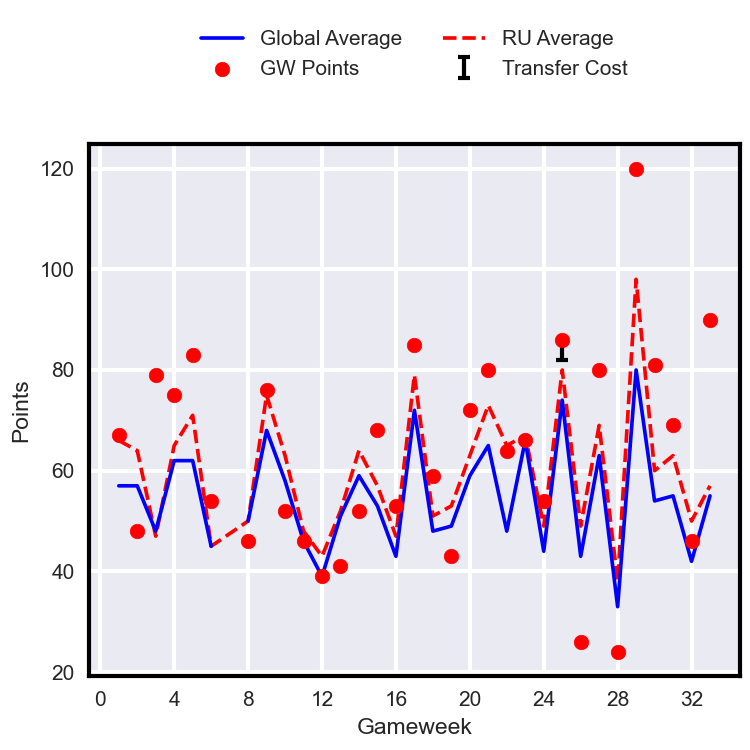 Global Average
RU Average
GW Points
Transfer Cost
120
100
80
60
40
20
Points
0 4 8 12 16 20 24 28 32
Gameweek